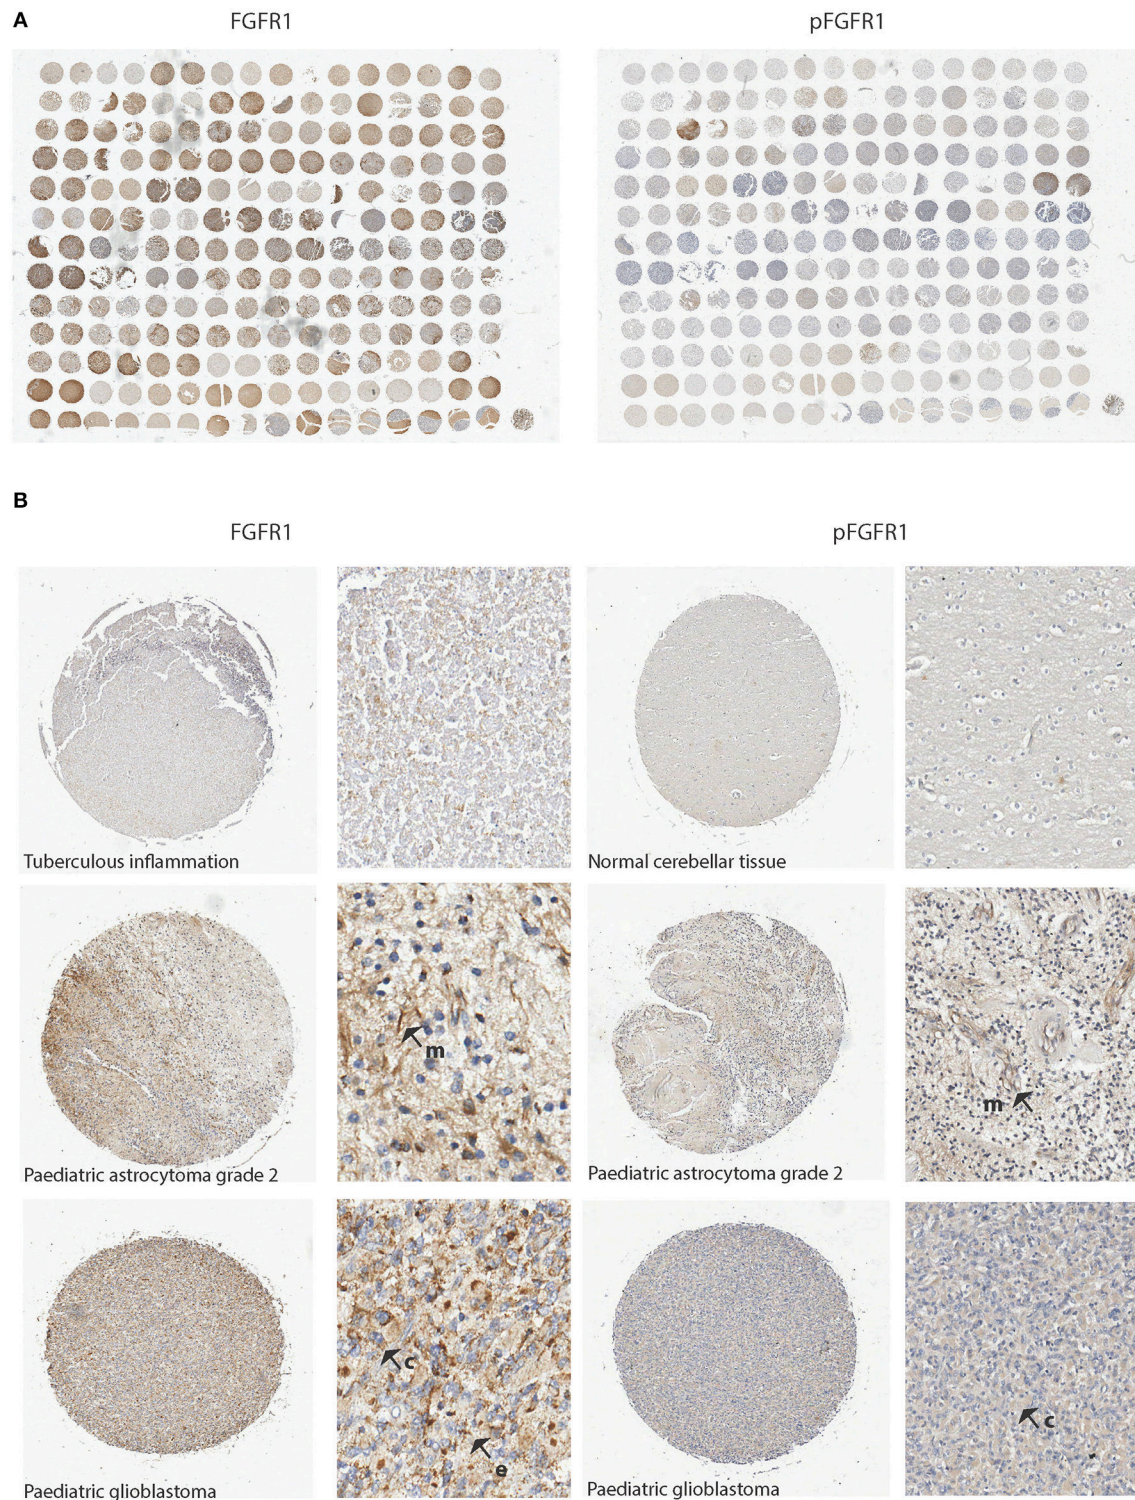 A
FGFR1
pFGFR1
B
FGFR1
pFGFR1
Tuberculous inflammation
Normal cerebellar tissue
m
m
Paediatric astrocytoma grade 2
Paediatric astrocytoma grade 2
c
e
c
Paediatric glioblastoma
Paediatric glioblastoma